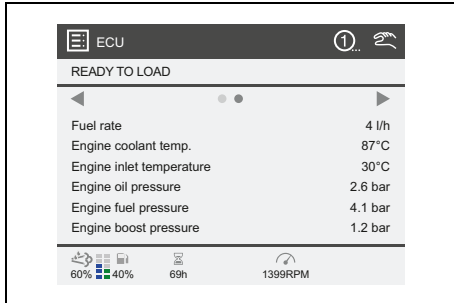 ECU 1...
READY TO LOAD
Fuel rate 4 l/h
Engine coolant temp. 87°C
Engine inlet temperature 30°C
Engine oil pressure 2.6 bar
Engine fuel pressure 4.1 bar
Engine boost pressure 1.2 bar
60% 40% 69h 1399RPM